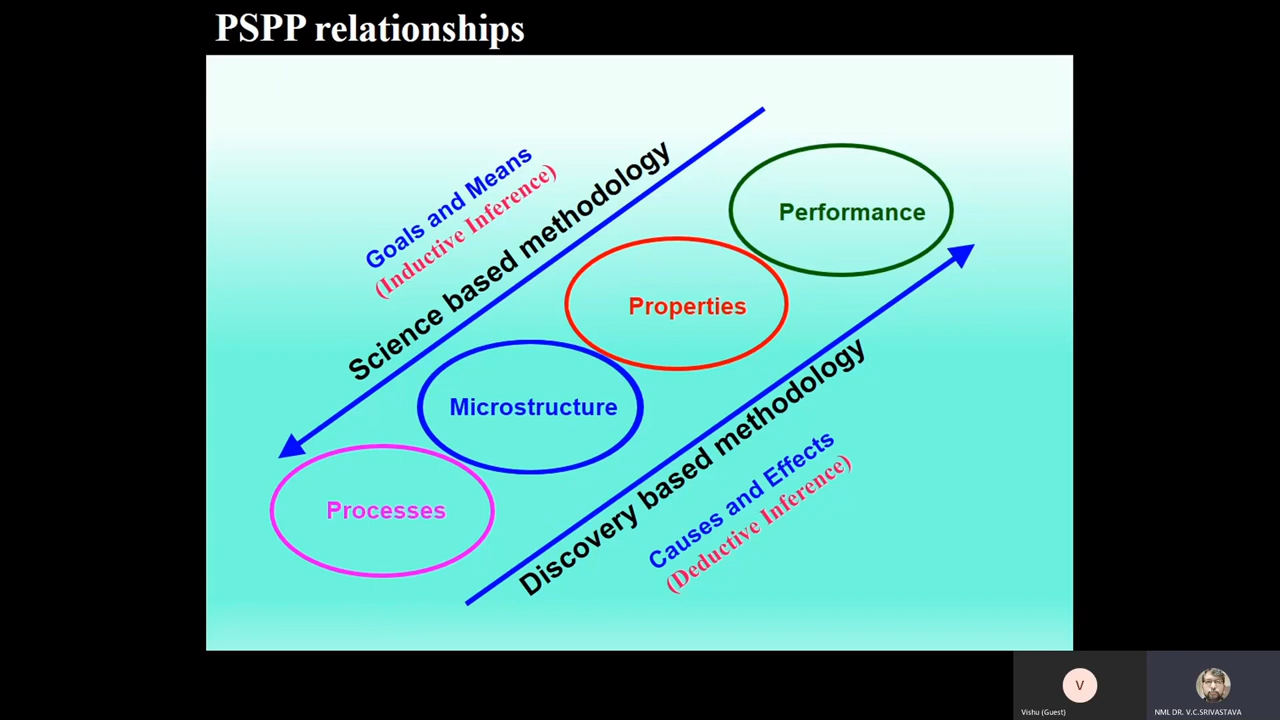 PSPP relationships
Goals and Means
(Inductive Inference)
Science based methodology
Performance
Properties
Microstructure
Processes
Discovery based methodology
Causes and Effects
(Deductive Inference)
V
Vishu (Guest)
NML DR. V.C.SRIVASTAVA